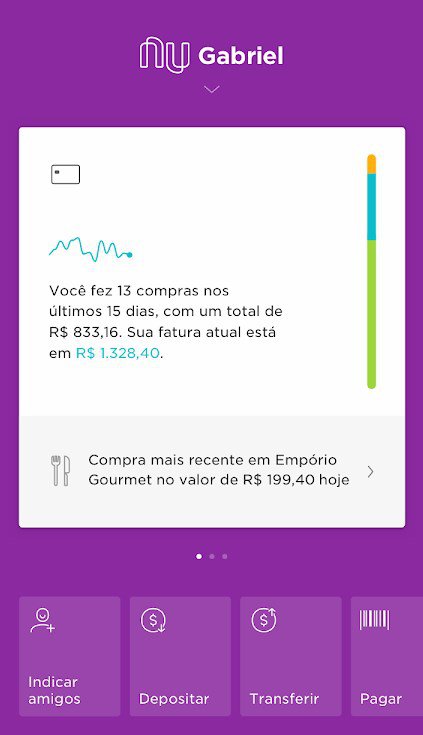 nu Gabriel
Você fez 13 compras nos
últimos 15 dias, com um total de
R$ 833,16. Sua fatura atual está
em R$ 1.328,40.
Compra mais recente em Empório
Gourmet no valor de R$ 199,40 hoje
Indicar
amigos
Depositar
Transferir
Pagar